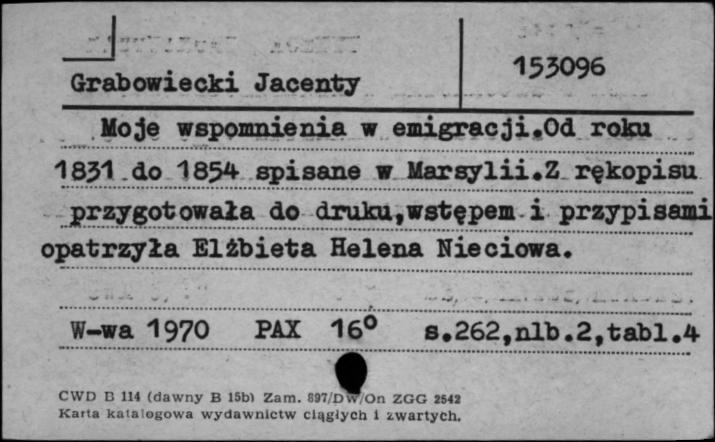 153096
Grabowiecki Jacenty
Moje wspomnienia w emigracji.Od roku
1831 do 1854 spisane w Marsylii.Z rękopisu
przygotowała do druku,wstępem i przypisami
opatrzyła Elżbieta Helena Nieciowa.
W-wa 1970 PAX 16° s.262,nlb.2,tabl.4
CWD B 114 (dawny B 15b) Zam. 897/DW/On ZGG 2542
Karta katalogowa wydawnictw ciągłych i zwartych.